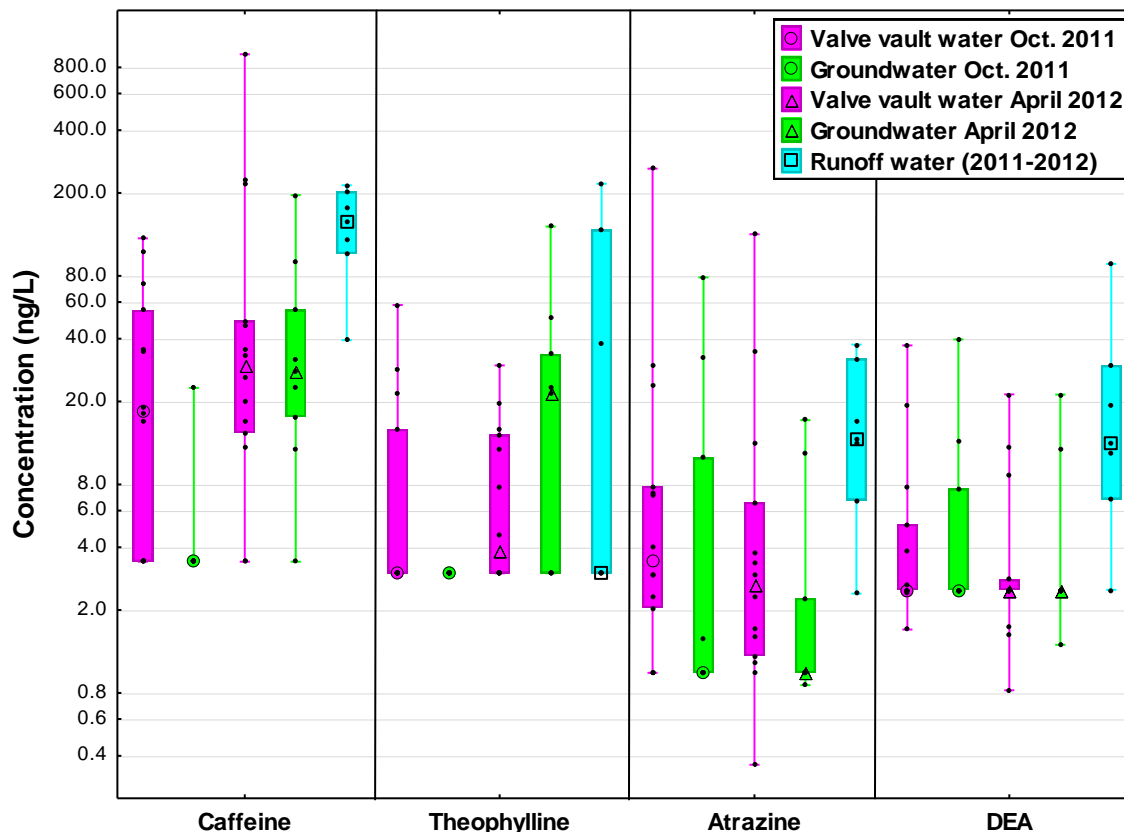 Valve vault water Oct. 2011
Groundwater Oct. 2011
Valve vault water April 2012
Groundwater April 2012
Runoff water (2011-2012)
Concentration (ng/L)
800.0
600.0
400.0
200.0
80.0
60.0
40.0
20.0
8.0
6.0
4.0
2.0
0.8
0.6
0.4
Caffeine Theophylline Atrazine DEA